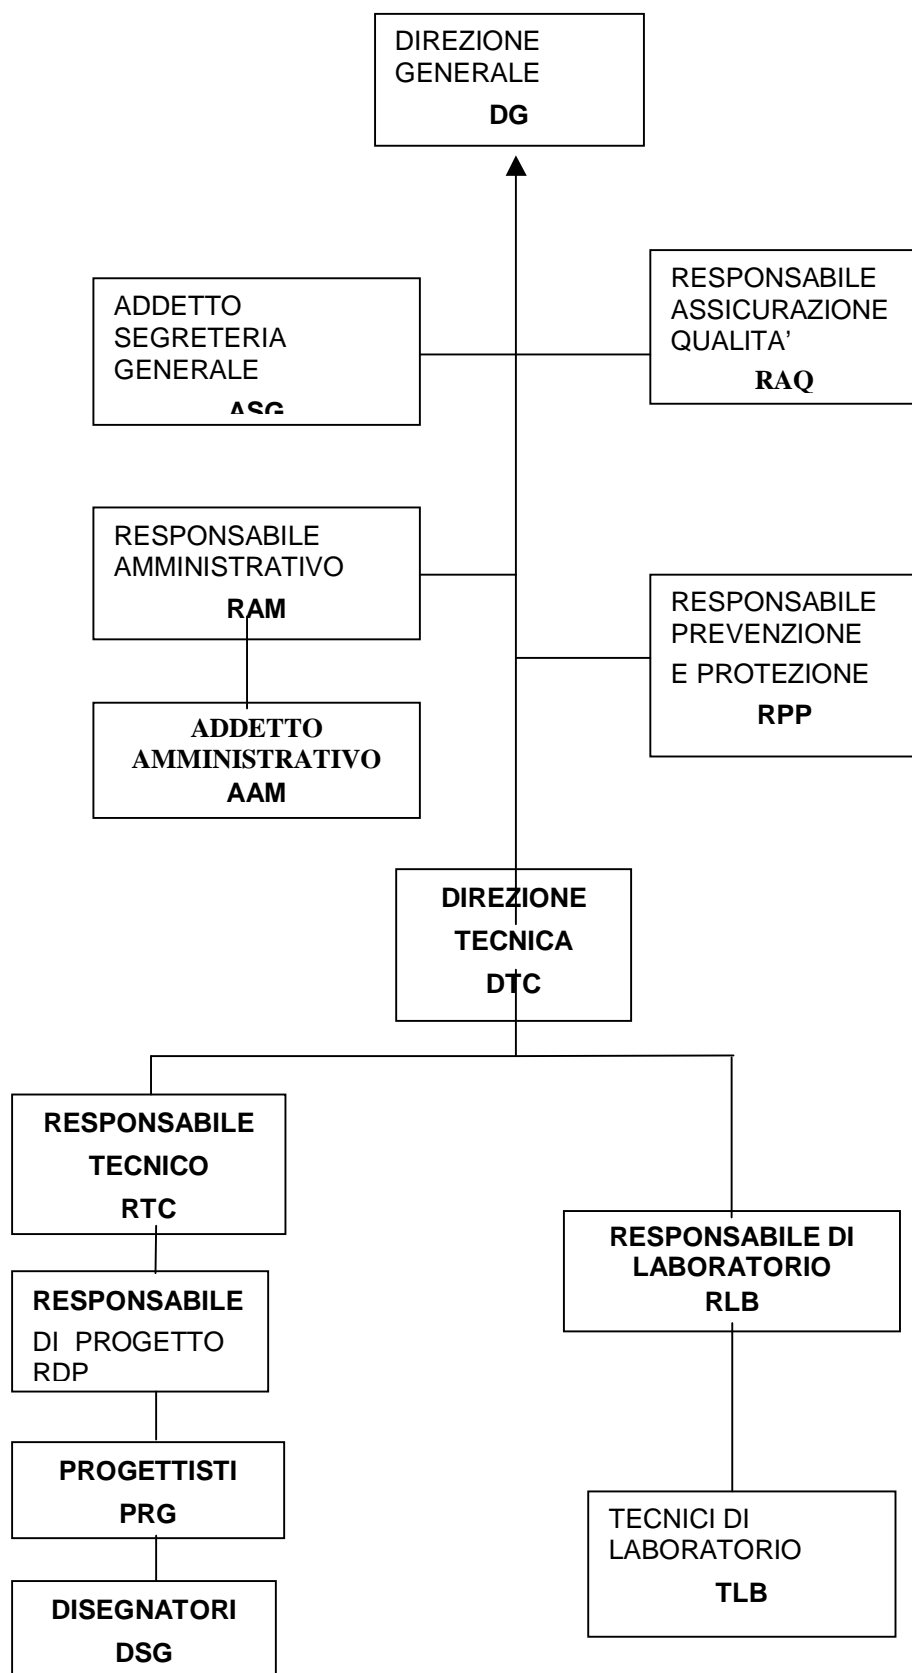 DIREZIONE
GENERALE
DG
ADDETTO
SEGRETERIA
GENERALE
ASG
RESPONSABILE
ASSICURAZIONE
QUALITA’
RAQ
RESPONSABILE
AMMINISTRATIVO
RAM
RESPONSABILE
PREVENZIONE
E PROTEZIONE
RPP
ADDETTO
AMMINISTRATIVO
AAM
DIREZIONE
TECNICA
DTC
RESPONSABILE
TECNICO
RTC
RESPONSABILE DI
LABORATORIO
RLB
RESPONSABILE
DI PROGETTO
RDP
PROGETTISTI
PRG
TECNICI DI
LABORATORIO
TLB
DISEGNATORI
DSG